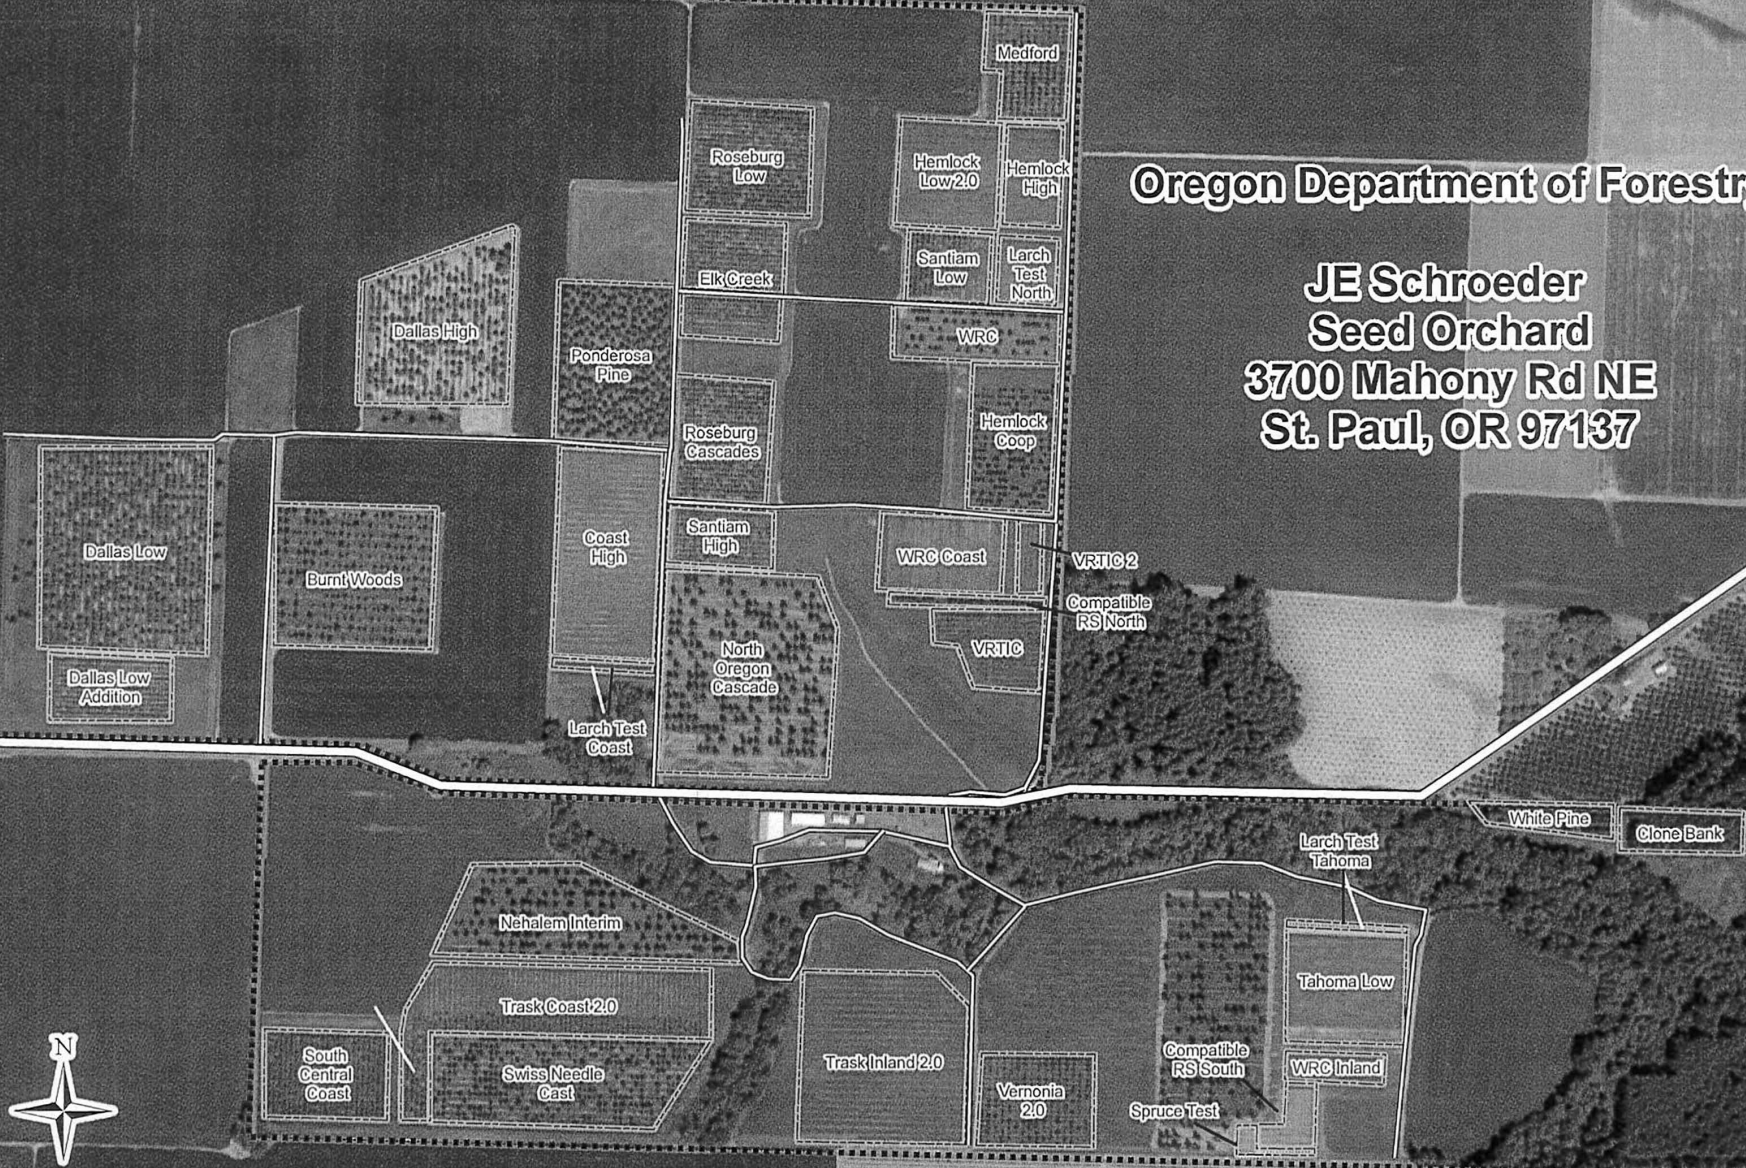 Medford
Roseburg
Low
Hemlock
Low 2.0
Hemlock
High
Oregon Department of Forestry
JE Schroeder
Seed Orchard
3700 Mahony Rd NE
St. Paul, OR 97137
Elk Creek
Santiam
Low
Larch
Test
North
Dallas High
Ponderosa
Pine
WRC
Roseburg
Cascades
Hemlock
Coop
Dallas Low
Burnt Woods
Coast
High
Santiam
High
WRC Coast
VRTIC 2
Compatible
RS North
VRTIC
North
Oregon
Cascade
Dallas Low
Addition
Larch Test
Coast
White Pine
Clone Bank
Larch Test
Tahoma
Nehalem Interim
Tahoma Low
Trask Coast 2.0
South
Central
Coast
Swiss Needle
Cast
Trask Inland 2.0
Vernonia
2.0
Compatible
RS South
WRC Inland
Spruce Test
N